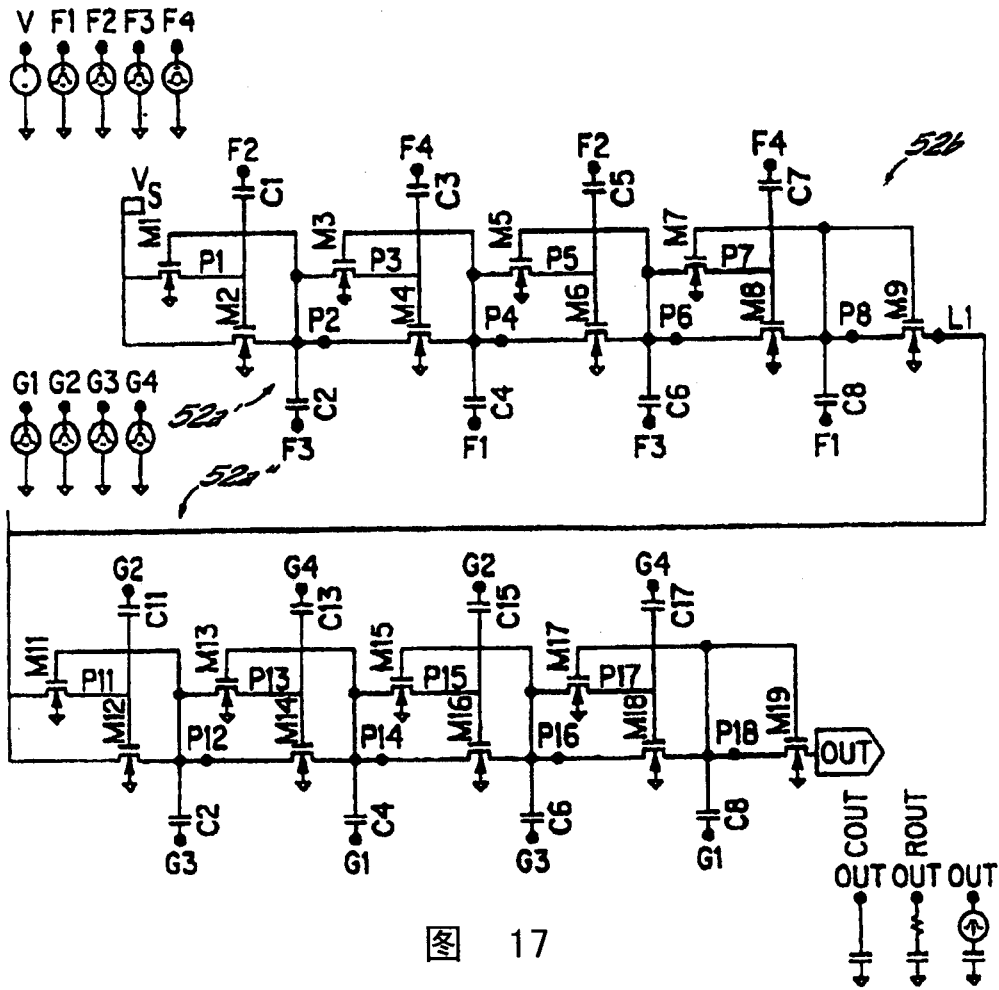 V F1 F2 F3 F4
F2 F4 F2 F4 52b
VS
C1 C3 C5 C7
M1 M3 M5 M7
P1 P3 P5 P7
M2 M4 M6 M8 M9
P2 P4 P6 P8 L1
G1 G2 G3 G4
52a' C2 C4 C6 C8
F3 F1 F3 F1
52a"
G2 G4 G2 G4
C11 C13 C15 C17
M11 M13 M15 M17
P11 P13 P15 P17
M12 M14 M16 M18 M19
P12 P14 P16 P18 OUT
C2 C4 C6 C8
G3 G1 G3 G1
COUT ROUT
OUT OUT OUT
图 17